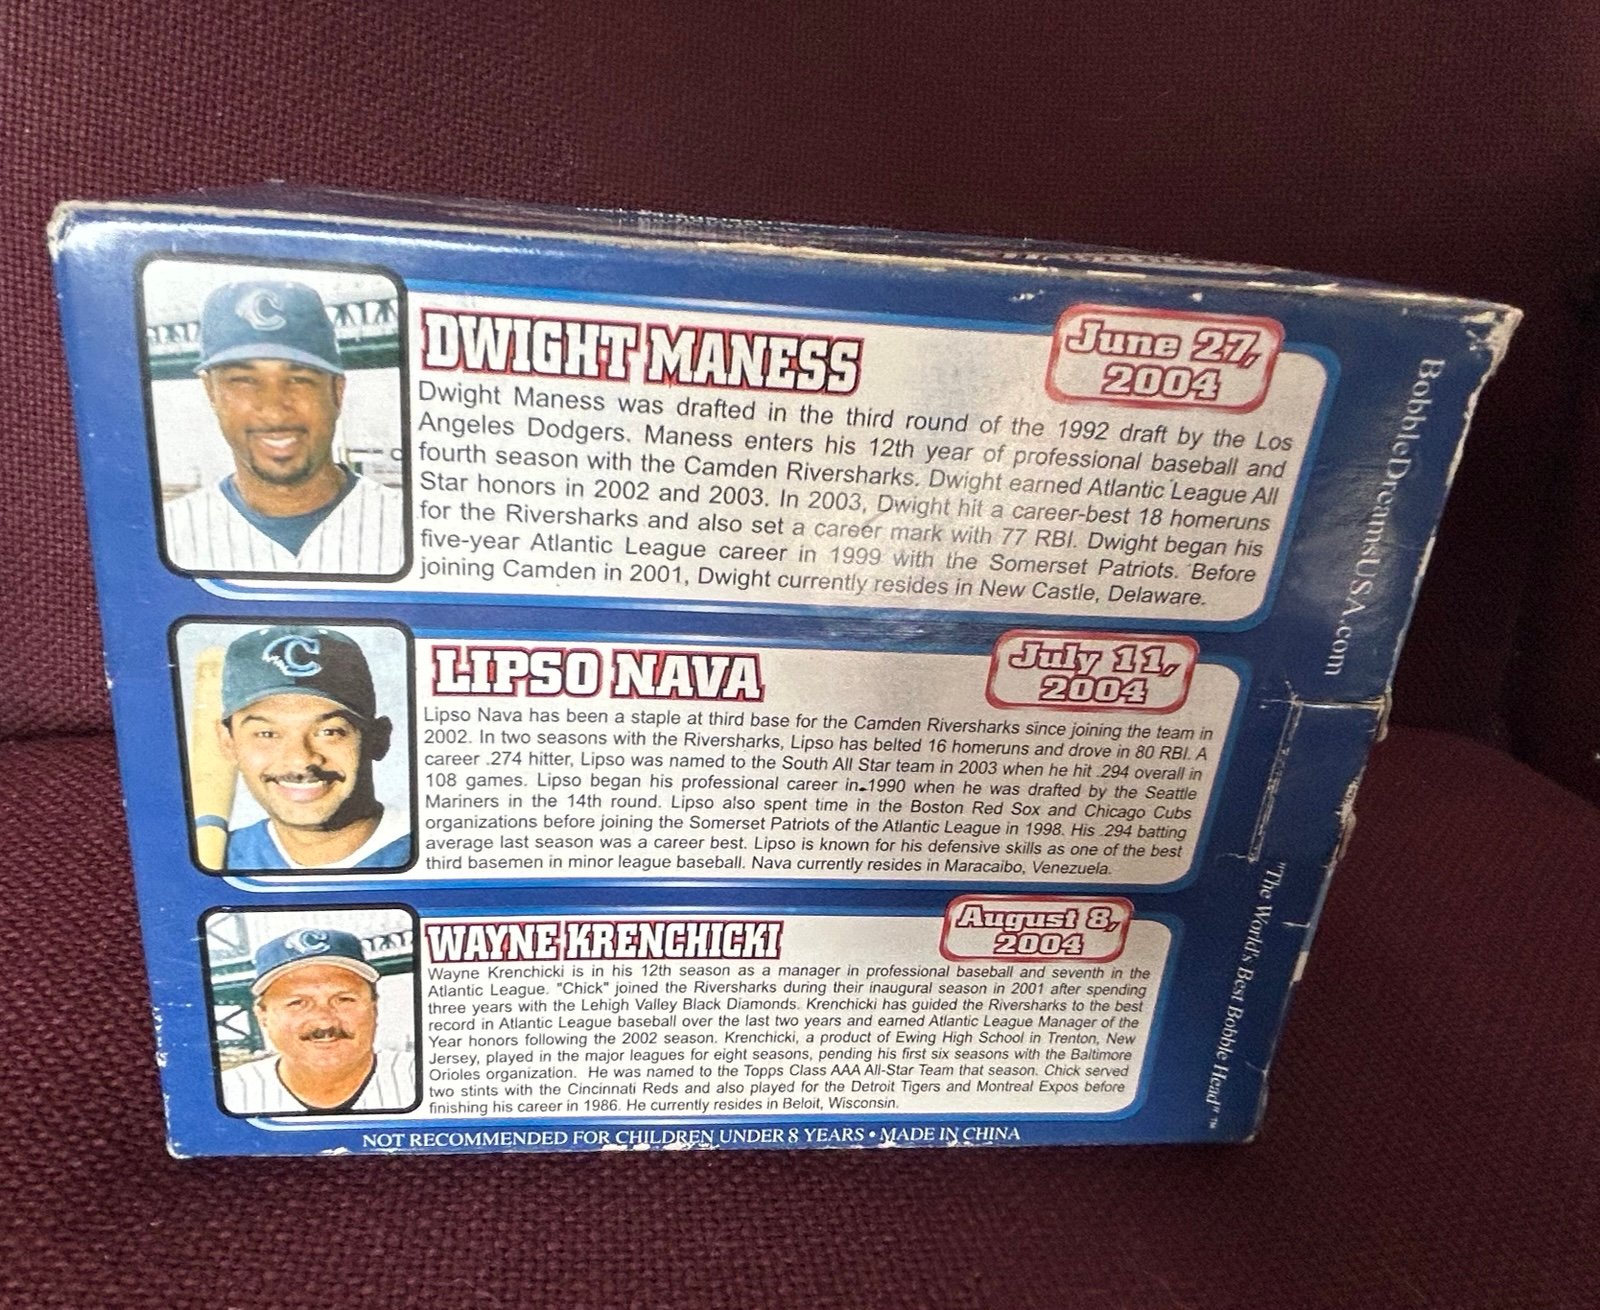 DWIGHT MANESS
June 27,
2004
Dwight Maness was drafted in the third round of the 1992 draft by the Los
Angeles Dodgers. Maness enters his 12th year of professional baseball and
fourth season with the Camden Riversharks. Dwight earned Atlantic League All
Star honors in 2002 and 2003. In 2003, Dwight hit a career-best 18 homeruns
for the Riversharks and also set a career mark with 77 RBI. Dwight began his
five-year Atlantic League career in 1999 with the Somerset Patriots. Before
joining Camden in 2001, Dwight currently resides in New Castle, Delaware.
LIPSO NAVA
July 11,
2004
Lipso Nava has been a staple at third base for the Camden Riversharks since joining the team in
2002. In two seasons with the Riversharks, Lipso has belted 16 homeruns and drove in 80 RBI. A
career .274 hitter, Lipso was named to the South All Star team in 2003 when he hit .294 overall in
108 games. Lipso began his professional career in 1990 when he was drafted by the Seattle
Mariners in the 14th round. Lipso also spent time in the Boston Red Sox and Chicago Cubs
organizations before joining the Somerset Patriots of the Atlantic League in 1998. His .294 batting
average last season was a career best. Lipso is known for his defensive skills as one of the best
third basemen in minor league baseball. Nava currently resides in Maracaibo, Venezuela.
WAYNE KRENCHICKI
August 8,
2004
Wayne Krenchicki is in his 12th season as a manager in professional baseball and seventh in the
Atlantic League. "Chick" joined the Riversharks during their inaugural season in 2001 after spending
three years with the Lehigh Valley Black Diamonds. Krenchicki has guided the Riversharks to the best
record in Atlantic League baseball over the last two years and earned Atlantic League Manager of the
Year honors following the 2002 season. Krenchicki, a product of Ewing High School in Trenton, New
Jersey, played in the major leagues for eight seasons, pending his first six seasons with the Baltimore
Orioles organization. He was named to the Topps Class AAA All-Star Team that season. Chick served
two stints with the Cincinnati Reds and also played for the Detroit Tigers and Montreal Expos before
finishing his career in 1986. He currently resides in Beloit, Wisconsin.
NOT RECOMMENDED FOR CHILDREN UNDER 8 YEARS • MADE IN CHINA
BobbleDreamsUSA.com
"The World's Best Bobble Head" ™